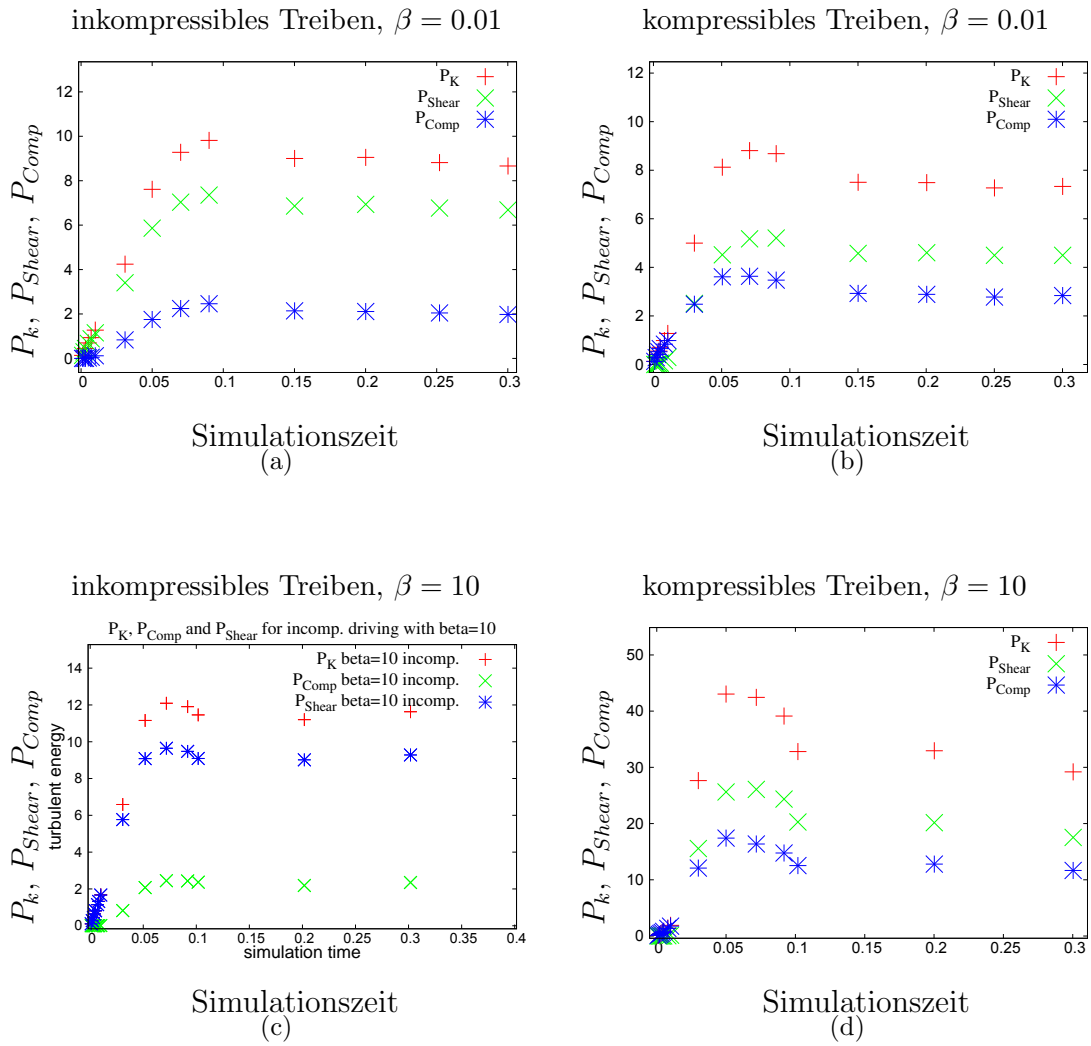 inkompressibles Treiben, β = 0.01
P_K
P_Shear
P_Comp
12
10
8
6
4
2
0
0
0.05
0.1
0.15
0.2
0.25
0.3
P_k, P_Shear, P_Comp
Simulationszeit
(a)
kompressibles Treiben, β = 0.01
P_K
P_Shear
P_Comp
12
10
8
6
4
2
0
0
0.05
0.1
0.15
0.2
0.25
0.3
P_k, P_Shear, P_Comp
Simulationszeit
(b)
inkompressibles Treiben, β = 10
P_K, P_Comp and P_Shear for incomp. driving with beta=10
P_K beta=10 incomp.
P_Comp beta=10 incomp.
P_Shear beta=10 incomp.
14
12
10
8
6
4
2
0
0
0.05
0.1
0.15
0.2
0.25
0.3
0.35
0.4
turbulent energy
simulation time
P_k, P_Shear, P_Comp
Simulationszeit
(c)
kompressibles Treiben, β = 10
P_K
P_Shear
P_Comp
50
40
30
20
10
0
0
0.05
0.1
0.15
0.2
0.25
0.3
P_k, P_Shear, P_Comp
Simulationszeit
(d)